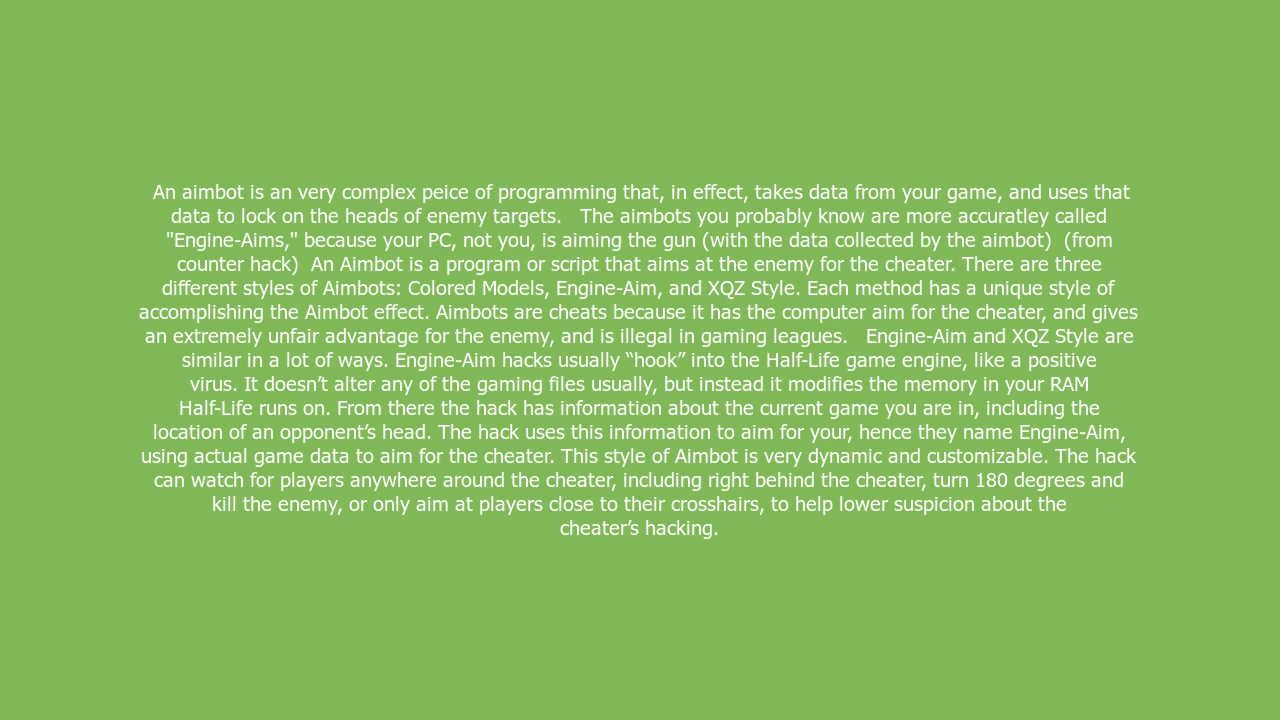 An aimbot is an very complex peice of programming that, in effect, takes data from your game, and uses that
data to lock on the heads of enemy targets.   The aimbots you probably know are more accuratley called
"Engine-Aims," because your PC, not you, is aiming the gun (with the data collected by the aimbot)  (from
counter hack)  An Aimbot is a program or script that aims at the enemy for the cheater. There are three
different styles of Aimbots: Colored Models, Engine-Aim, and XQZ Style. Each method has a unique style of
accomplishing the Aimbot effect. Aimbots are cheats because it has the computer aim for the cheater, and gives
an extremely unfair advantage for the enemy, and is illegal in gaming leagues.   Engine-Aim and XQZ Style are
similar in a lot of ways. Engine-Aim hacks usually “hook” into the Half-Life game engine, like a positive
virus. It doesn’t alter any of the gaming files usually, but instead it modifies the memory in your RAM
Half-Life runs on. From there the hack has information about the current game you are in, including the
location of an opponent’s head. The hack uses this information to aim for your, hence they name Engine-Aim,
using actual game data to aim for the cheater. This style of Aimbot is very dynamic and customizable. The hack
can watch for players anywhere around the cheater, including right behind the cheater, turn 180 degrees and
kill the enemy, or only aim at players close to their crosshairs, to help lower suspicion about the
cheater’s hacking.